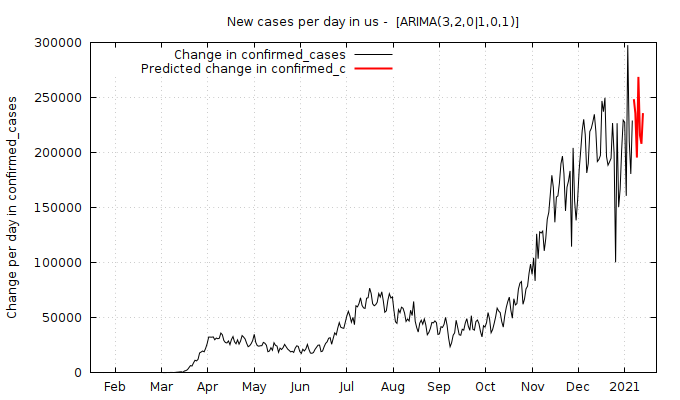 New cases per day in us -  [ARIMA(3,2,0|1,0,1)]
Change in confirmed_cases
Predicted change in confirmed_c
Change per day in confirmed_cases
300000
250000
200000
150000
100000
50000
0
Feb Mar Apr May Jun Jul Aug Sep Oct Nov Dec 2021